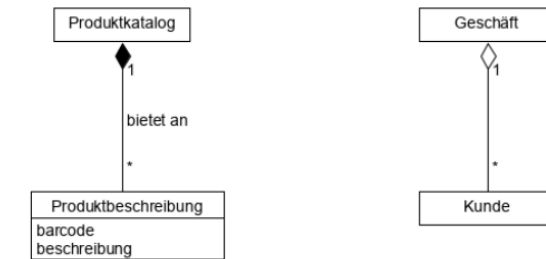 Produktkatalog
1
bietet an
*
Produktbeschreibung
barcode
beschreibung
Geschäft
1
*
Kunde